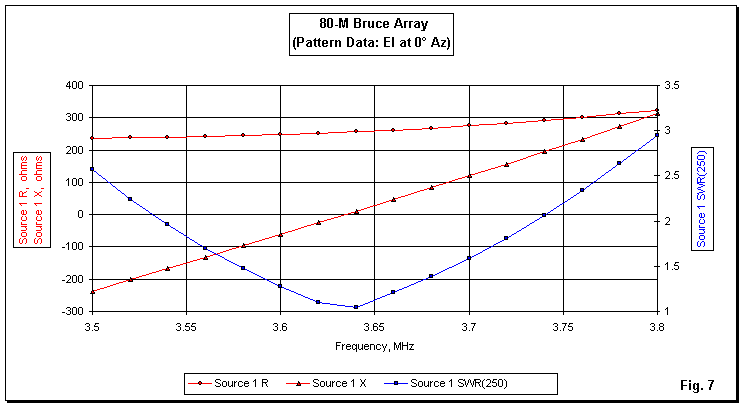 80-M Bruce Array
(Pattern Data: El at 0° Az)
400
300
200
100
0
-100
-200
-300
3.5
3
2.5
2
1.5
1
Source 1 R, ohms
Source 1 X, ohms
Source 1 SWR(250)
3.5 3.55 3.6 3.65 3.7 3.75 3.8
Frequency, MHz
Source 1 R Source 1 X Source 1 SWR(250)
Fig. 7